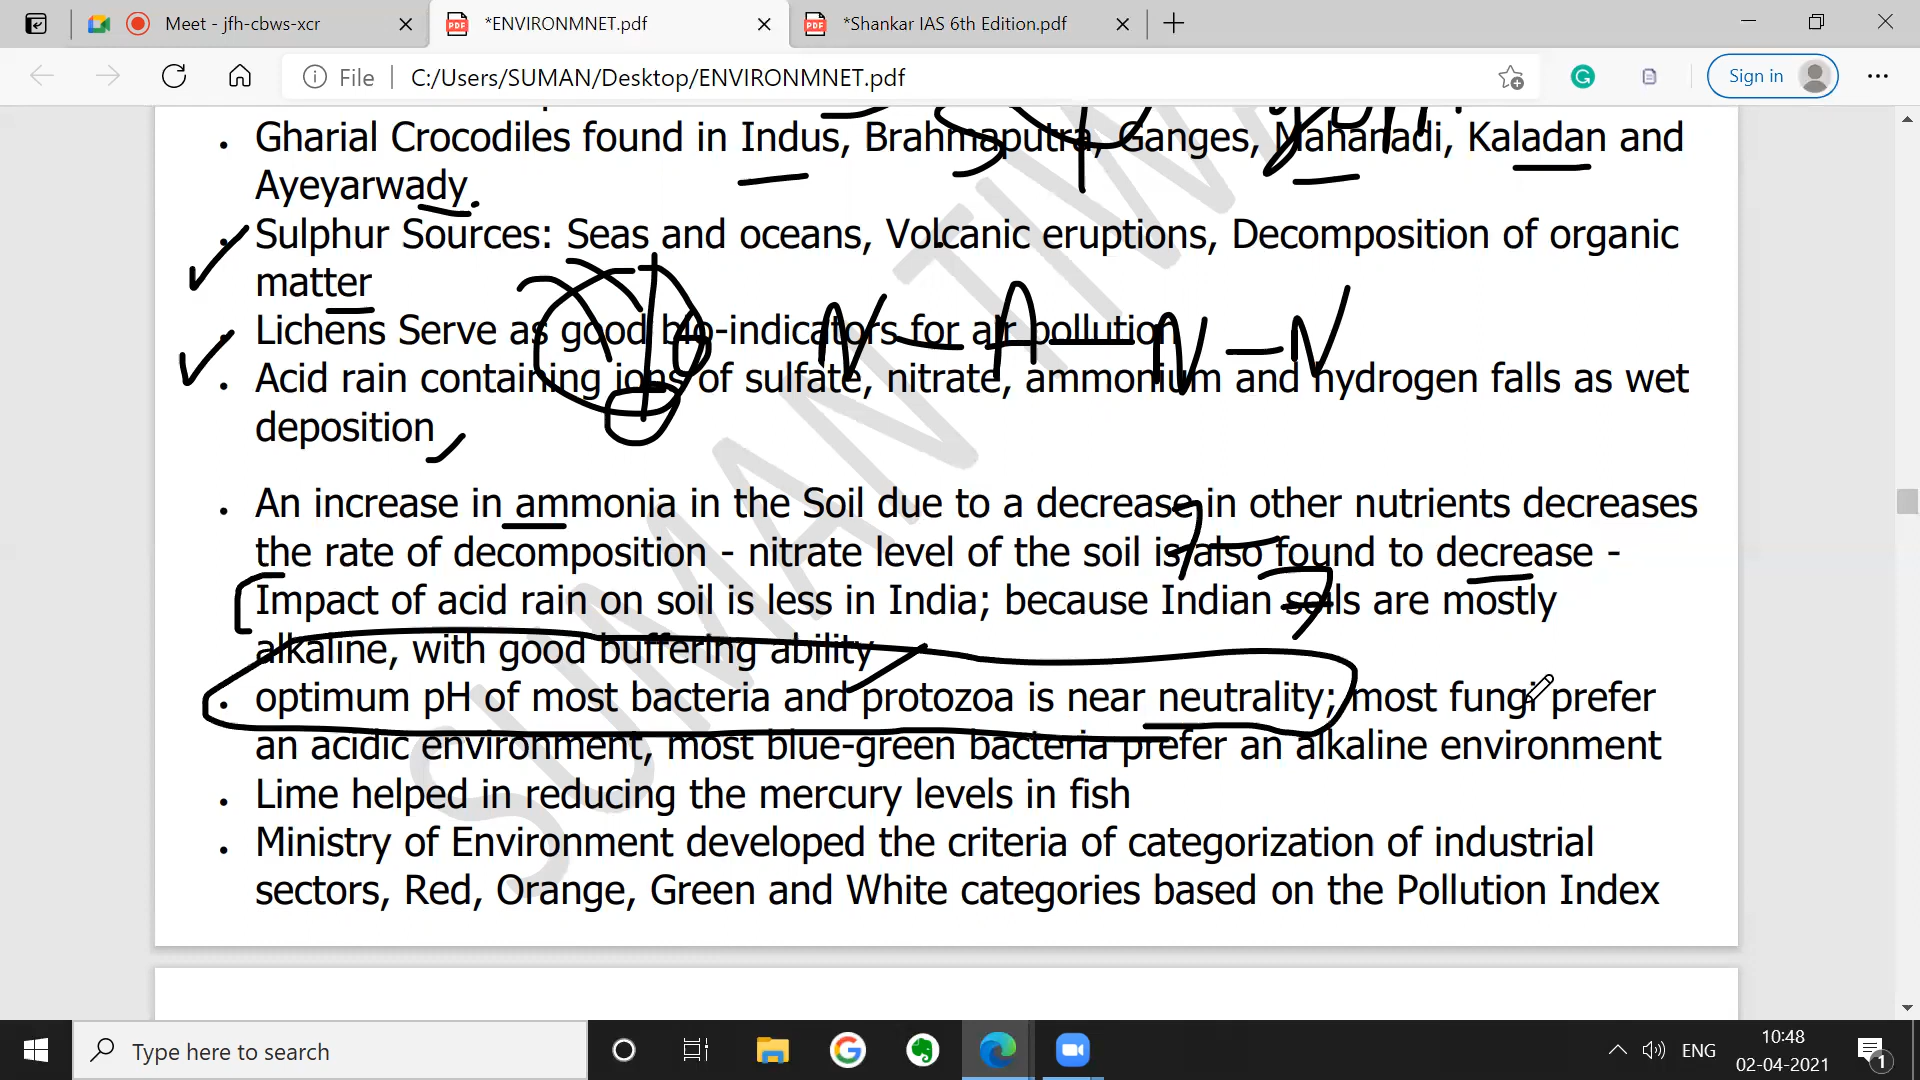 Meet - jfh-cbws-xcr
*ENVIRONMNET.pdf
*Shankar IAS 6th Edition.pdf
File
C:/Users/SUMAN/Desktop/ENVIRONMNET.pdf
Sign in
Gharial Crocodiles found in Indus, Brahmaputra, Ganges, Mahanadi, Kaladan and
Ayeyarwady.
Sulphur Sources: Seas and oceans, Volcanic eruptions, Decomposition of organic
matter
Lichens Serve as good bio-indicators for air pollution
N - A - N - N
Acid rain containing ions of sulfate, nitrate, ammonium and hydrogen falls as wet
deposition
An increase in ammonia in the Soil due to a decrease in other nutrients decreases
the rate of decomposition - nitrate level of the soil is also found to decrease -
Impact of acid rain on soil is less in India; because Indian soils are mostly
alkaline, with good buffering ability
optimum pH of most bacteria and protozoa is near neutrality; most fungi prefer
an acidic environment, most blue-green bacteria prefer an alkaline environment
Lime helped in reducing the mercury levels in fish
Ministry of Environment developed the criteria of categorization of industrial
sectors, Red, Orange, Green and White categories based on the Pollution Index
SUMAN TIW
Type here to search
ENG
10:48
02-04-2021
1